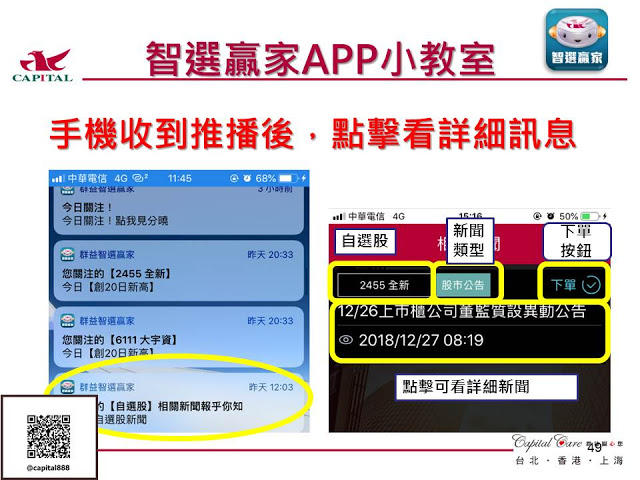 CAPITAL
智選贏家APP小教室
智選贏家
手機收到推播後，點擊看詳細訊息
中華電信 4G 11:45 68%
群益智選贏家 3 小時前
今日關注！
今日關注！點我見分曉
群益智選贏家 昨天 20:33
您關注的【2455 全新】
今日【創20日新高】
群益智選贏家 昨天 20:33
您關注的【6111 大宇資】
今日【創20日新高】
群益智選贏家 昨天 12:03
的【自選股】相關新聞報乎你知
自選股新聞
中華電信 4G 15:16 50%
自選股
新聞
類型
下單
按鈕
2455 全新 股市公告 下單
12/26上市櫃公司董監質設異動公告
2018/12/27 08:19
點擊可看詳細新聞
@capital888
Capital Care
49
台北・香港・上海